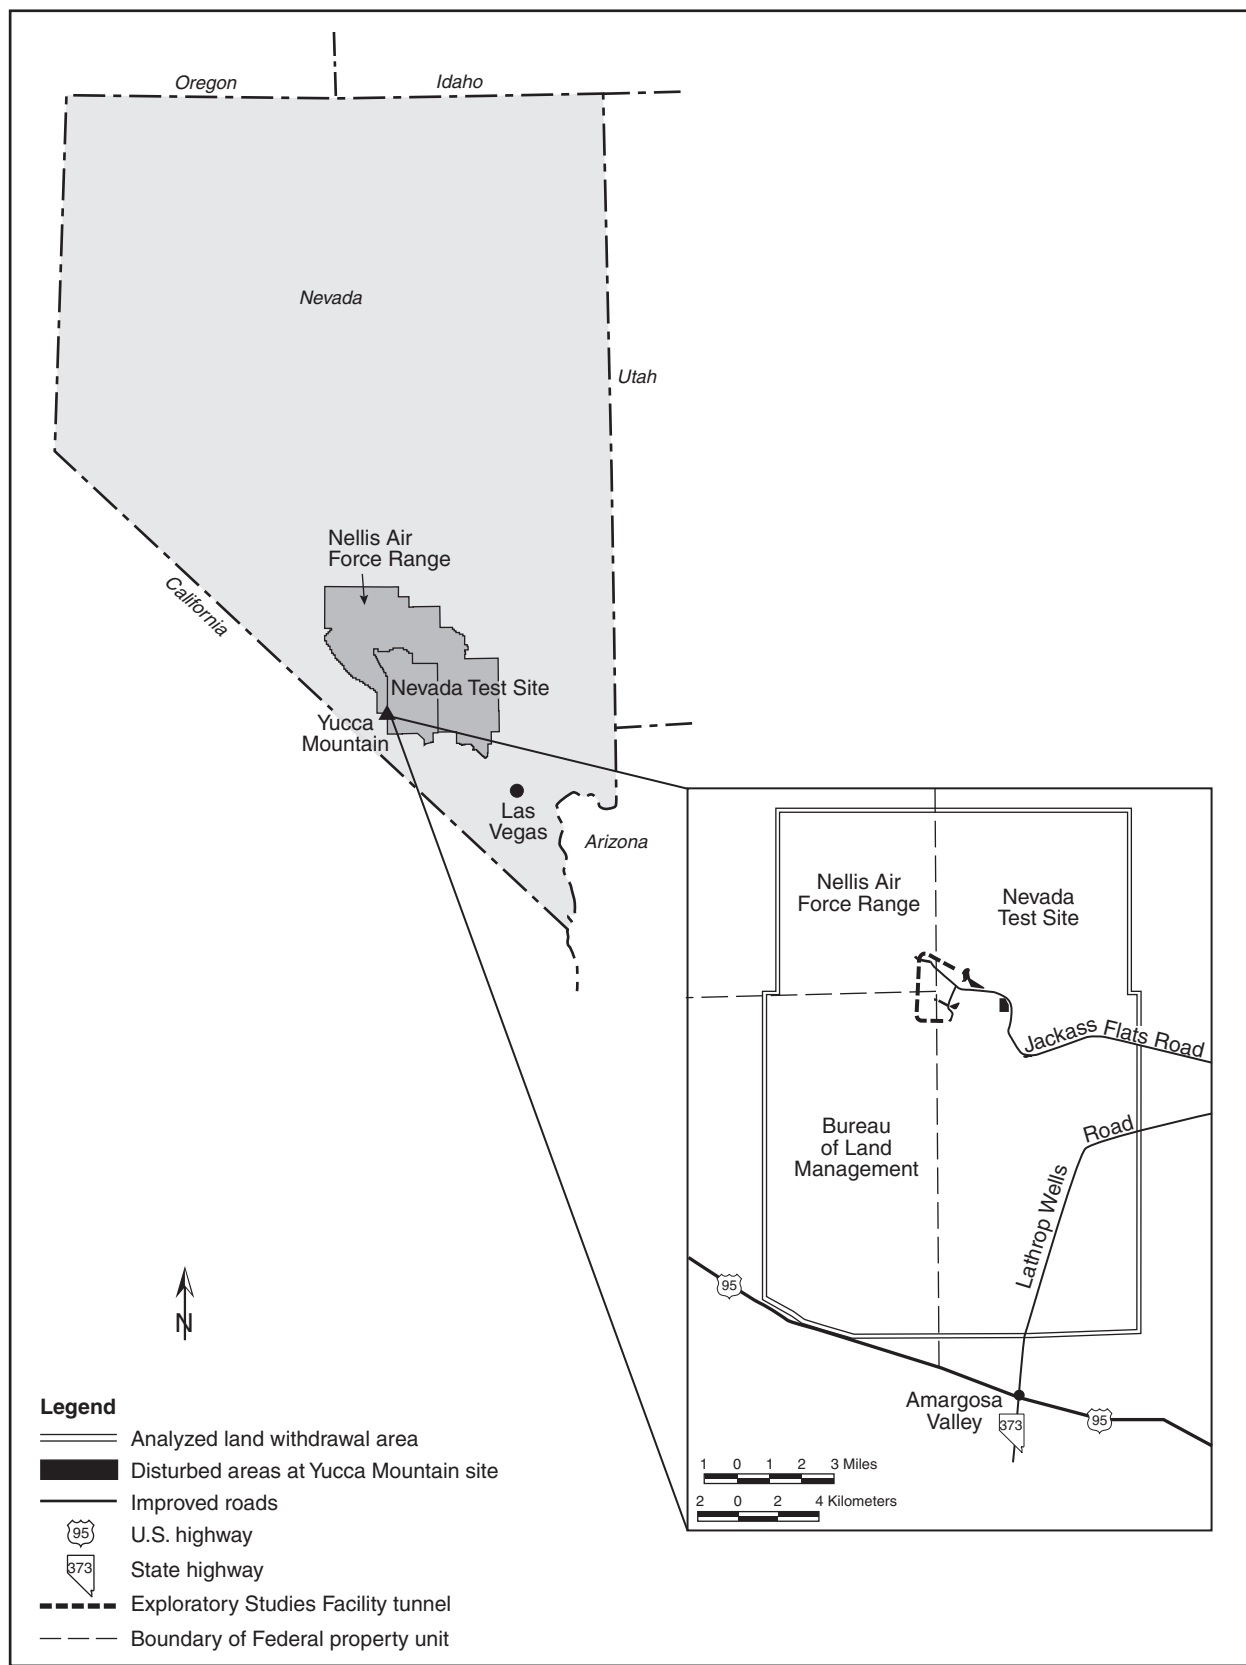 Oregon
Idaho
Nevada
Utah
Nellis Air
Force Range
California
Nevada Test Site
Yucca
Mountain
Las
Vegas
Arizona
Nellis Air
Force Range
Nevada
Test Site
Jackass Flats Road
Bureau
of Land
Management
Lathrop Wells Road
95
Amargosa
Valley
373
95
1 0 1 2 3 Miles
2 0 2 4 Kilometers
N
Legend
Analyzed land withdrawal area
Disturbed areas at Yucca Mountain site
Improved roads
95
U.S. highway
373
State highway
Exploratory Studies Facility tunnel
Boundary of Federal property unit